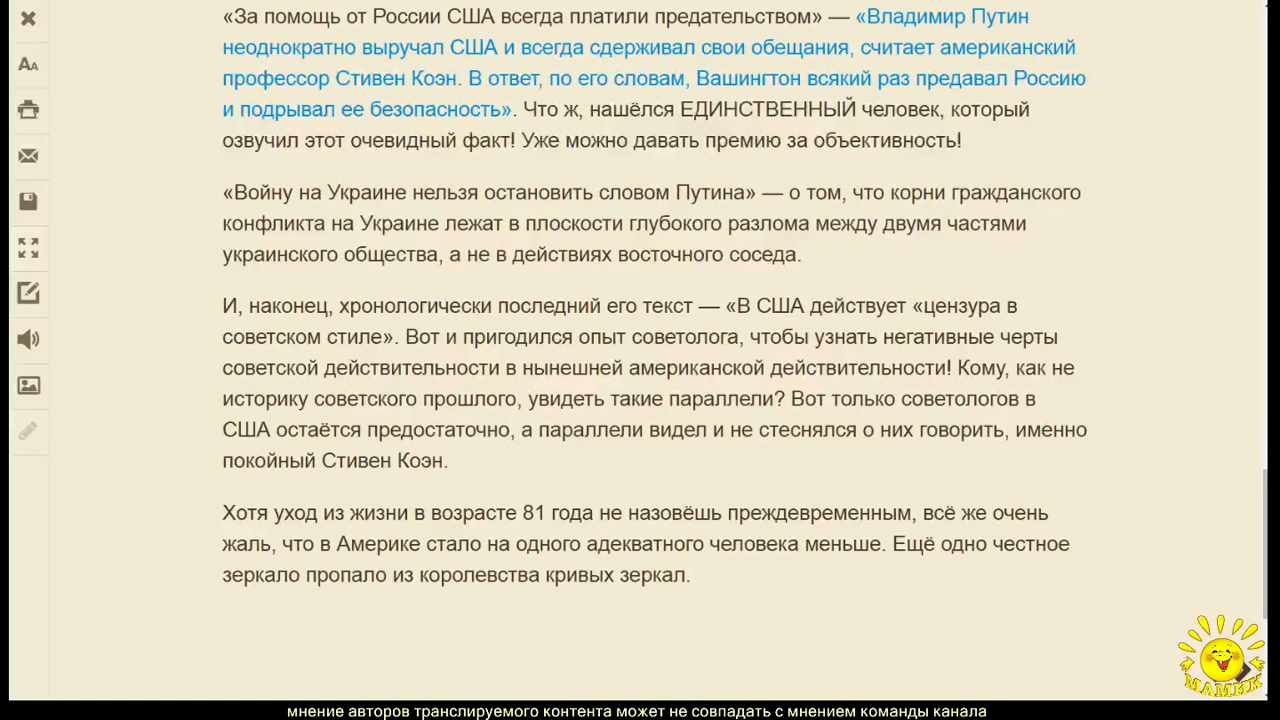 «За помощь от России США всегда платили предательством» — «Владимир Путин
неоднократно выручал США и всегда сдерживал свои обещания, считает американский
профессор Стивен Коэн. В ответ, по его словам, Вашингтон всякий раз предавал Россию
и подрывал ее безопасность». Что ж, нашёлся ЕДИНСТВЕННЫЙ человек, который
озвучил этот очевидный факт! Уже можно давать премию за объективность!
«Войну на Украине нельзя остановить словом Путина» — о том, что корни гражданского
конфликта на Украине лежат в плоскости глубокого разлома между двумя частями
украинского общества, а не в действиях восточного соседа.
И, наконец, хронологически последний его текст — «В США действует «цензура в
советском стиле». Вот и пригодился опыт советолога, чтобы узнать негативные черты
советской действительности в нынешней американской действительности! Кому, как не
историку советского прошлого, увидеть такие параллели? Вот только советологов в
США остаётся предостаточно, а параллели видел и не стеснялся о них говорить, именно
покойный Стивен Коэн.
Хотя уход из жизни в возрасте 81 года не назовёшь преждевременным, всё же очень
жаль, что в Америке стало на одного адекватного человека меньше. Ещё одно честное
зеркало пропало из королевства кривых зеркал.
МАМИК
мнение авторов транслируемого контента может не совпадать с мнением команды канала